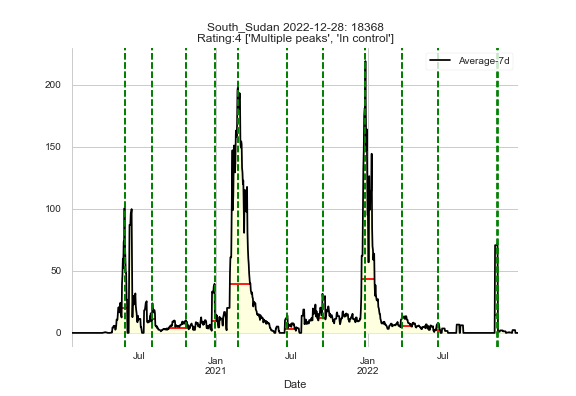 South_Sudan 2022-12-28: 18368
Rating:4 ['Multiple peaks', 'In control']
Average-7d
200
150
100
50
0
Jul
Jan
2021
Jul
Jan
2022
Jul
Date